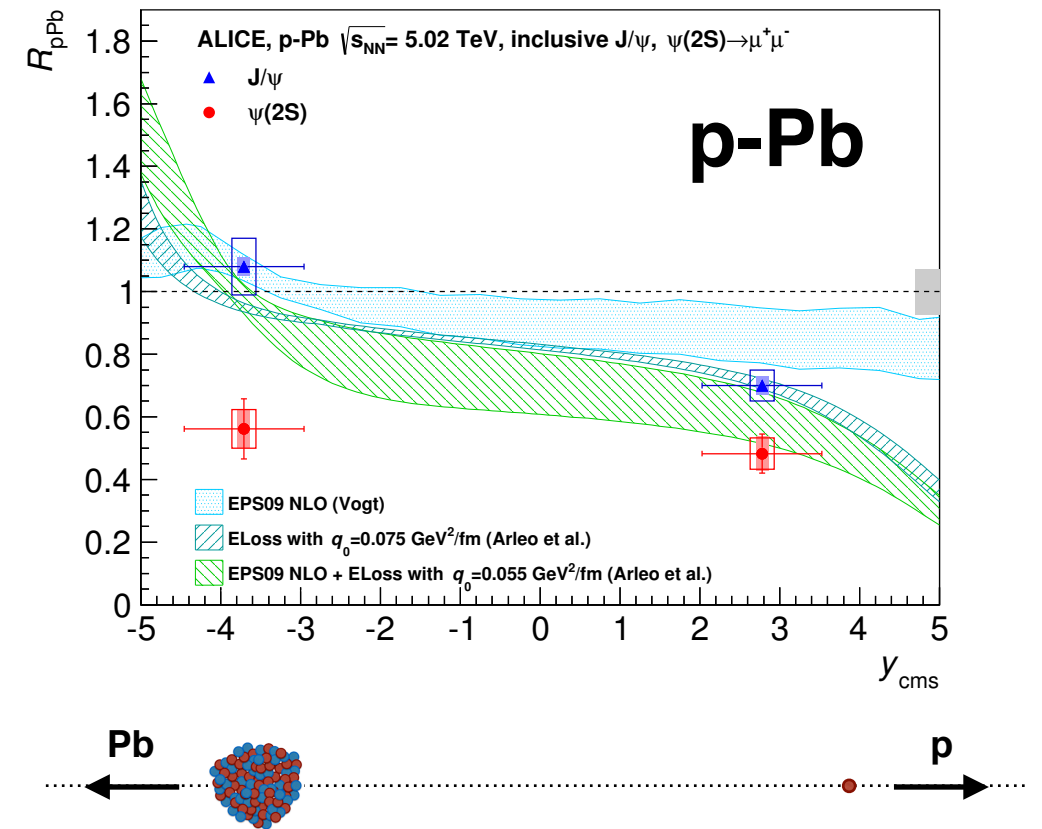 R_pPb
ALICE, p-Pb √s_NN= 5.02 TeV, inclusive J/ψ, ψ(2S)→μ⁺μ⁻
J/ψ
ψ(2S)
p-Pb
1.8
1.6
1.4
1.2
1
0.8
0.6
0.4
0.2
0
EPS09 NLO (Vogt)
ELoss with q₀=0.075 GeV²/fm (Arleo et al.)
EPS09 NLO + ELoss with q₀=0.055 GeV²/fm (Arleo et al.)
-5 -4 -3 -2 -1 0 1 2 3 4 5
y_cms
Pb p